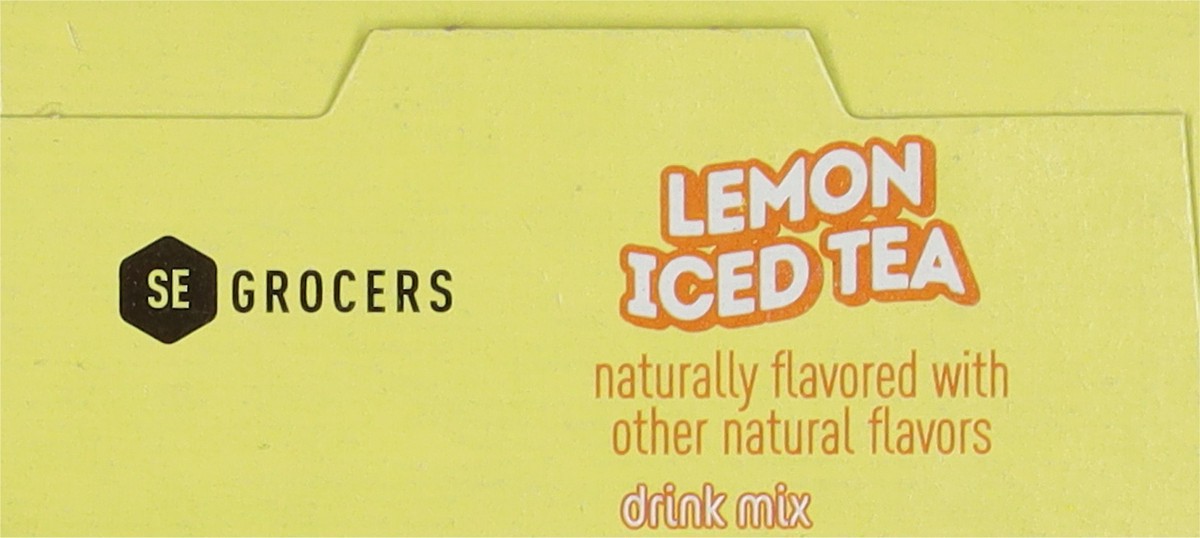 SE GROCERS
LEMON
ICED TEA
naturally flavored with
other natural flavors
drink mix